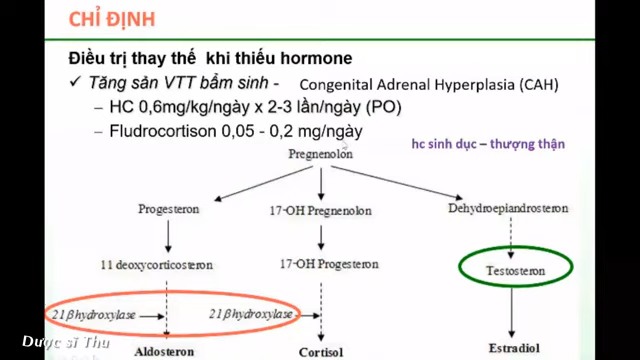 CHỈ ĐỊNH
Điều trị thay thế khi thiếu hormone
✓ Tăng sản VTT bẩm sinh - Congenital Adrenal Hyperplasia (CAH)
– HC 0,6mg/kg/ngày x 2-3 lần/ngày (PO)
– Fludrocortison 0,05 - 0,2 mg/ngày
hc sinh dục – thượng thận
Pregnenolon
Progesteron 17-OH Pregnenolon Dehydroepiandrosteron
11 deoxycorticosteron 17-OH Progesteron Testosteron
21βhydroxylase 21βhydroxylase
Dược sĩ Thu
Aldosteron Cortisol Estradiol